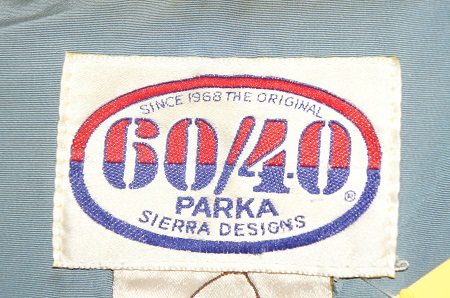 SINCE 1968 THE ORIGINAL
60/40
®
PARKA
SIERRA DESIGNS